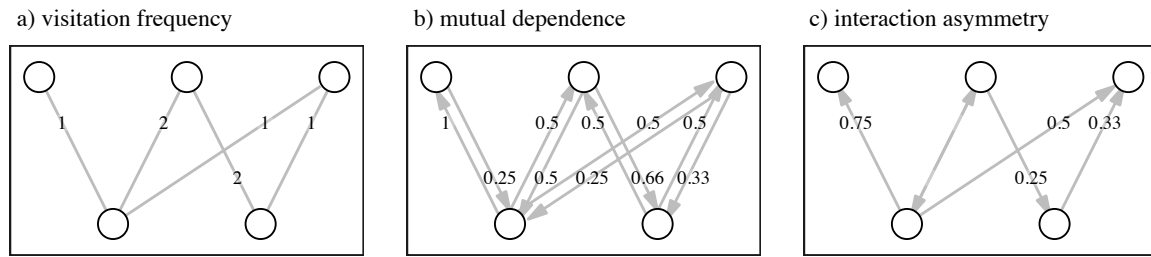 a) visitation frequency
b) mutual dependence
c) interaction asymmetry
1 2 1 1
2
1 0.5 0.5 0.5 0.5
0.25 0.5 0.25 0.66 0.33
0.75 0.5 0.33
0.25